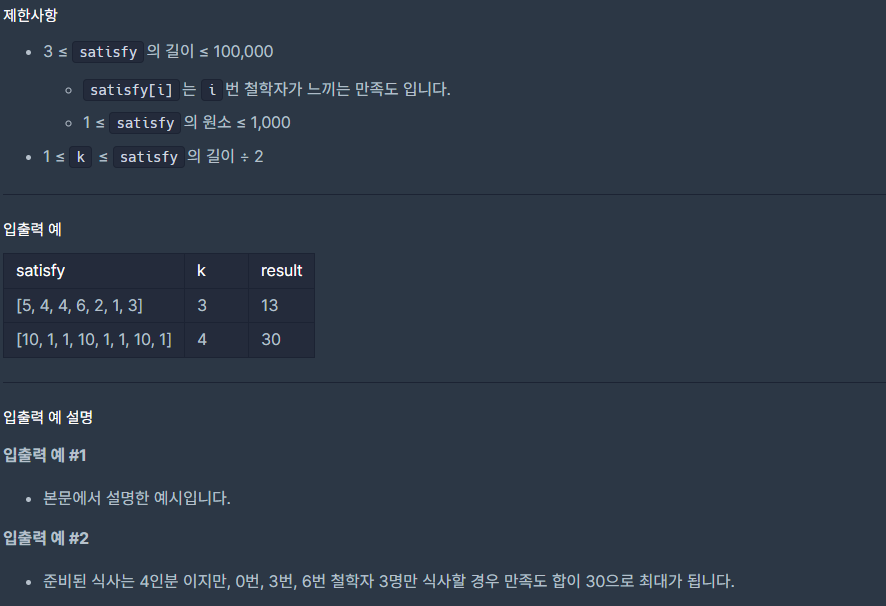 제한사항
3 ≤ satisfy 의 길이 ≤ 100,000
satisfy[i] 는 i 번 철학자가 느끼는 만족도 입니다.
1 ≤ satisfy 의 원소 ≤ 1,000
1 ≤ k ≤ satisfy 의 길이 ÷ 2
입출력 예
satisfy k result
[5, 4, 4, 6, 2, 1, 3] 3 13
[10, 1, 1, 10, 1, 1, 10, 1] 4 30
입출력 예 설명
입출력 예 #1
본문에서 설명한 예시입니다.
입출력 예 #2
준비된 식사는 4인분 이지만, 0번, 3번, 6번 철학자 3명만 식사할 경우 만족도 합이 30으로 최대가 됩니다.